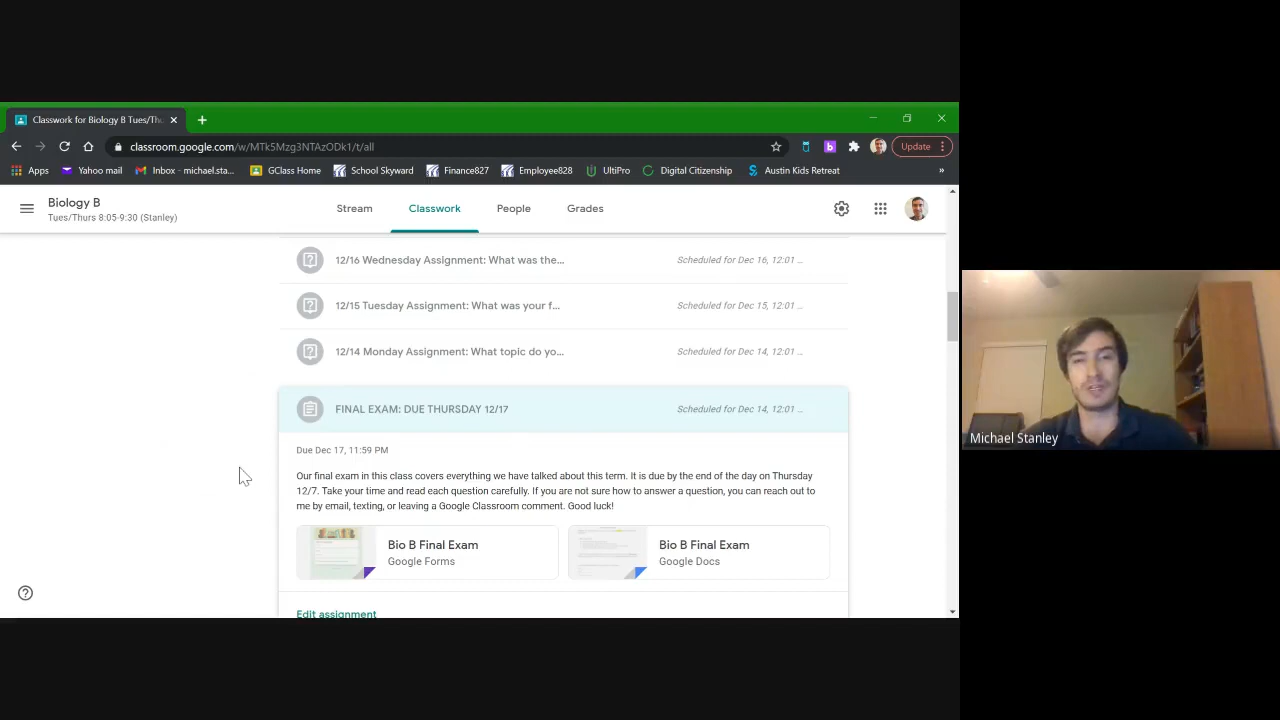 Classwork for Biology B Tues/Th
classroom.google.com/w/MTk5Mzg3NTAzODk1/t/all
Update
Apps Yahoo mail Inbox - michael.sta... GClass Home School Skyward Finance827 Employee828 UltiPro Digital Citizenship Austin Kids Retreat »
Biology B
Tues/Thurs 8:05-9:30 (Stanley)
Stream Classwork People Grades
12/16 Wednesday Assignment: What was the... Scheduled for Dec 16, 12:01 ...
12/15 Tuesday Assignment: What was your f... Scheduled for Dec 15, 12:01 ...
12/14 Monday Assignment: What topic do yo... Scheduled for Dec 14, 12:01 ...
FINAL EXAM: DUE THURSDAY 12/17 Scheduled for Dec 14, 12:01 ...
Due Dec 17, 11:59 PM
Our final exam in this class covers everything we have talked about this term. It is due by the end of the day on Thursday
12/7. Take your time and read each question carefully. If you are not sure how to answer a question, you can reach out to
me by email, texting, or leaving a Google Classroom comment. Good luck!
Bio B Final Exam
Google Forms
Bio B Final Exam
Google Docs
Edit assignment
Michael Stanley